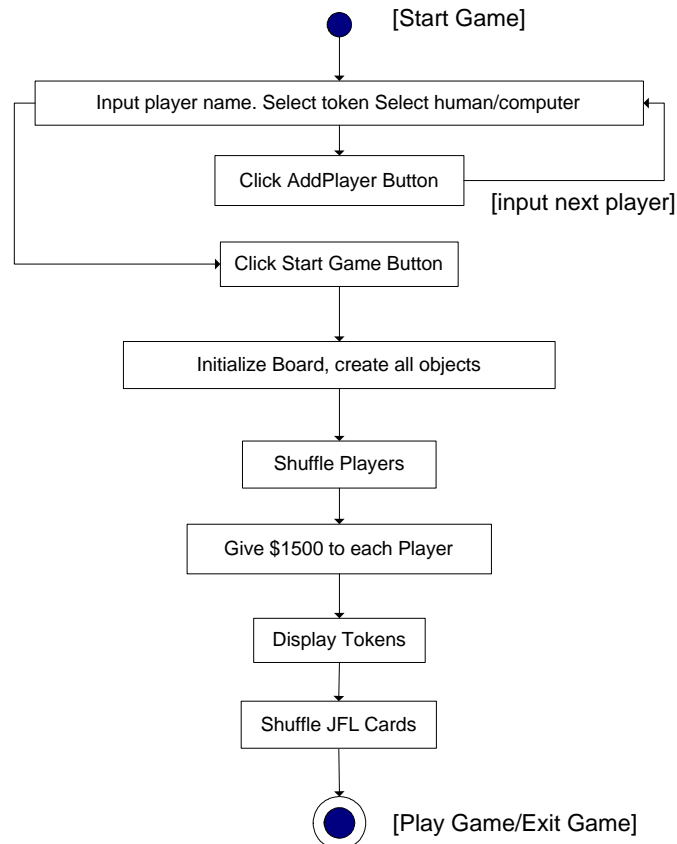 [Start Game]
Input player name. Select token Select human/computer
Click AddPlayer Button
[input next player]
Click Start Game Button
Initialize Board, create all objects
Shuffle Players
Give $1500 to each Player
Display Tokens
Shuffle JFL Cards
[Play Game/Exit Game]